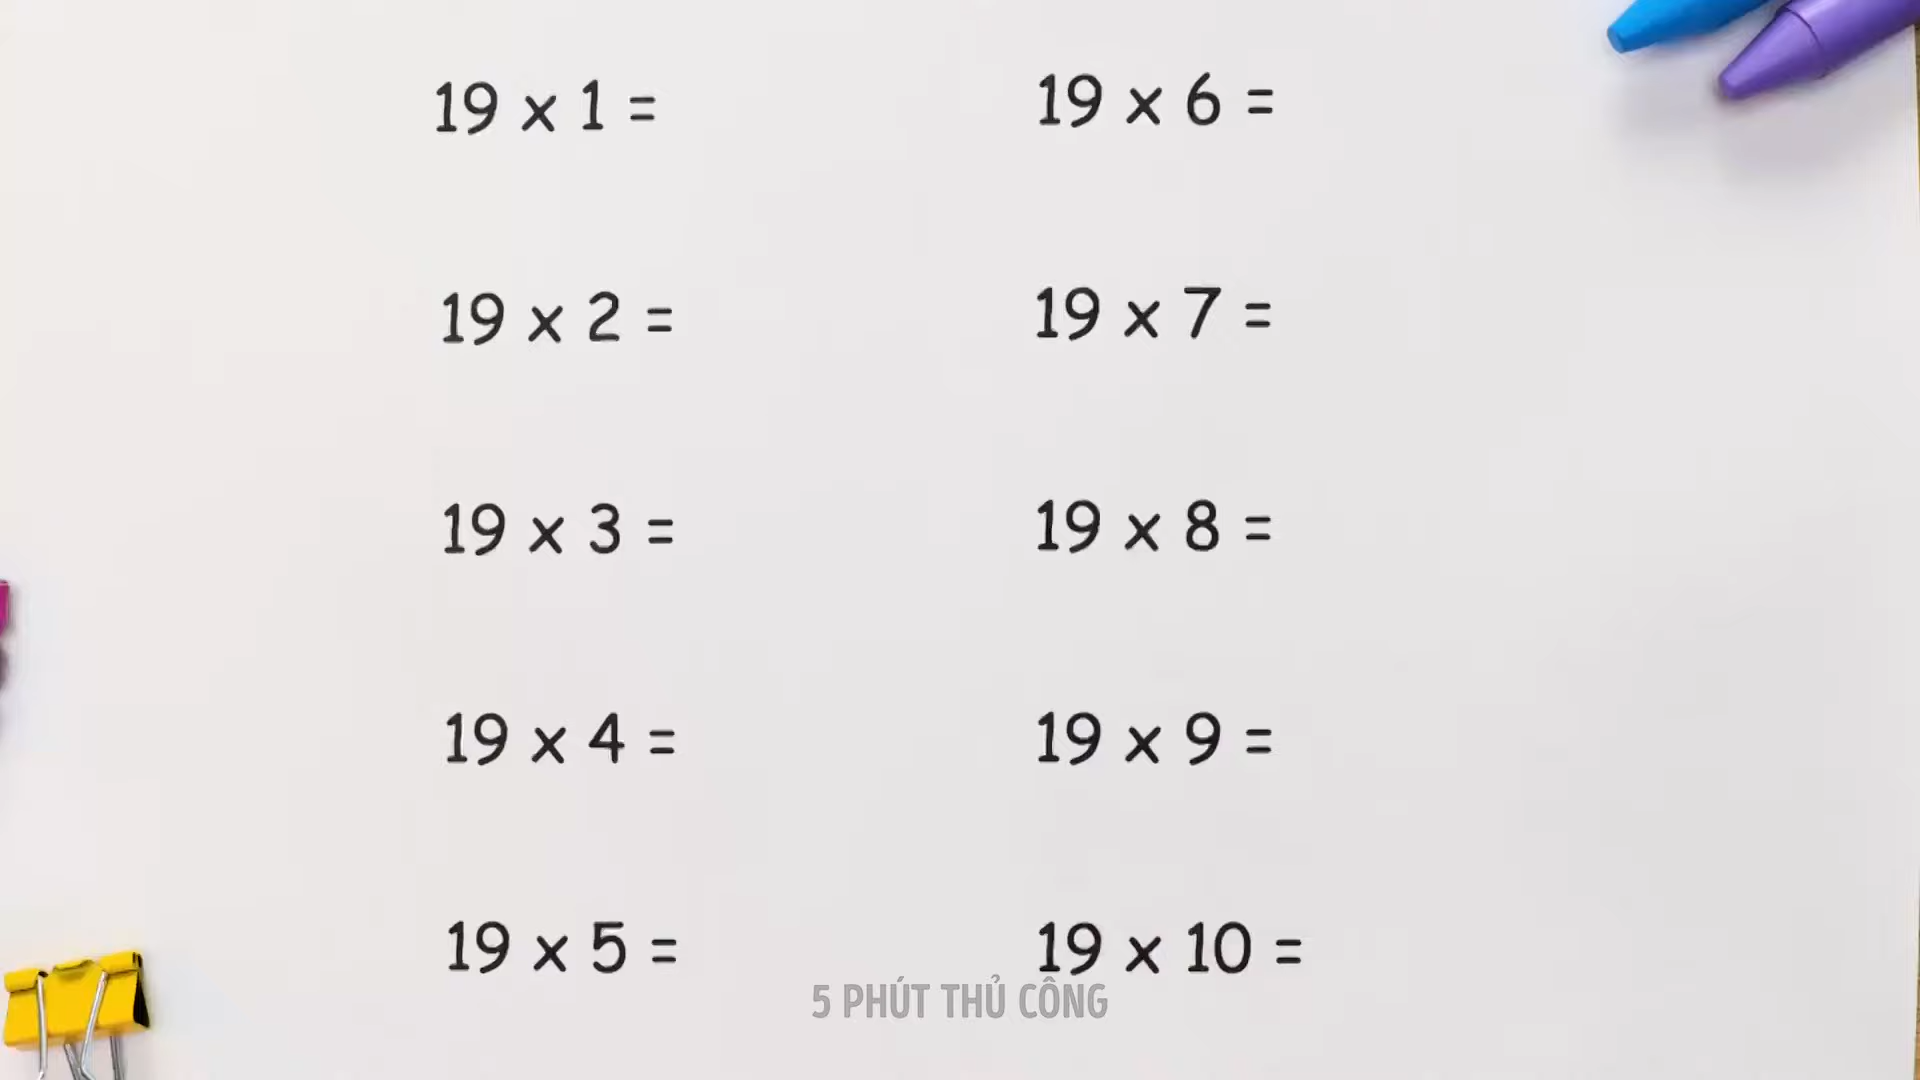 19 x 1 =
19 x 2 =
19 x 3 =
19 x 4 =
19 x 5 =
19 x 6 =
19 x 7 =
19 x 8 =
19 x 9 =
19 x 10 =
5 PHÚT THỦ CÔNG